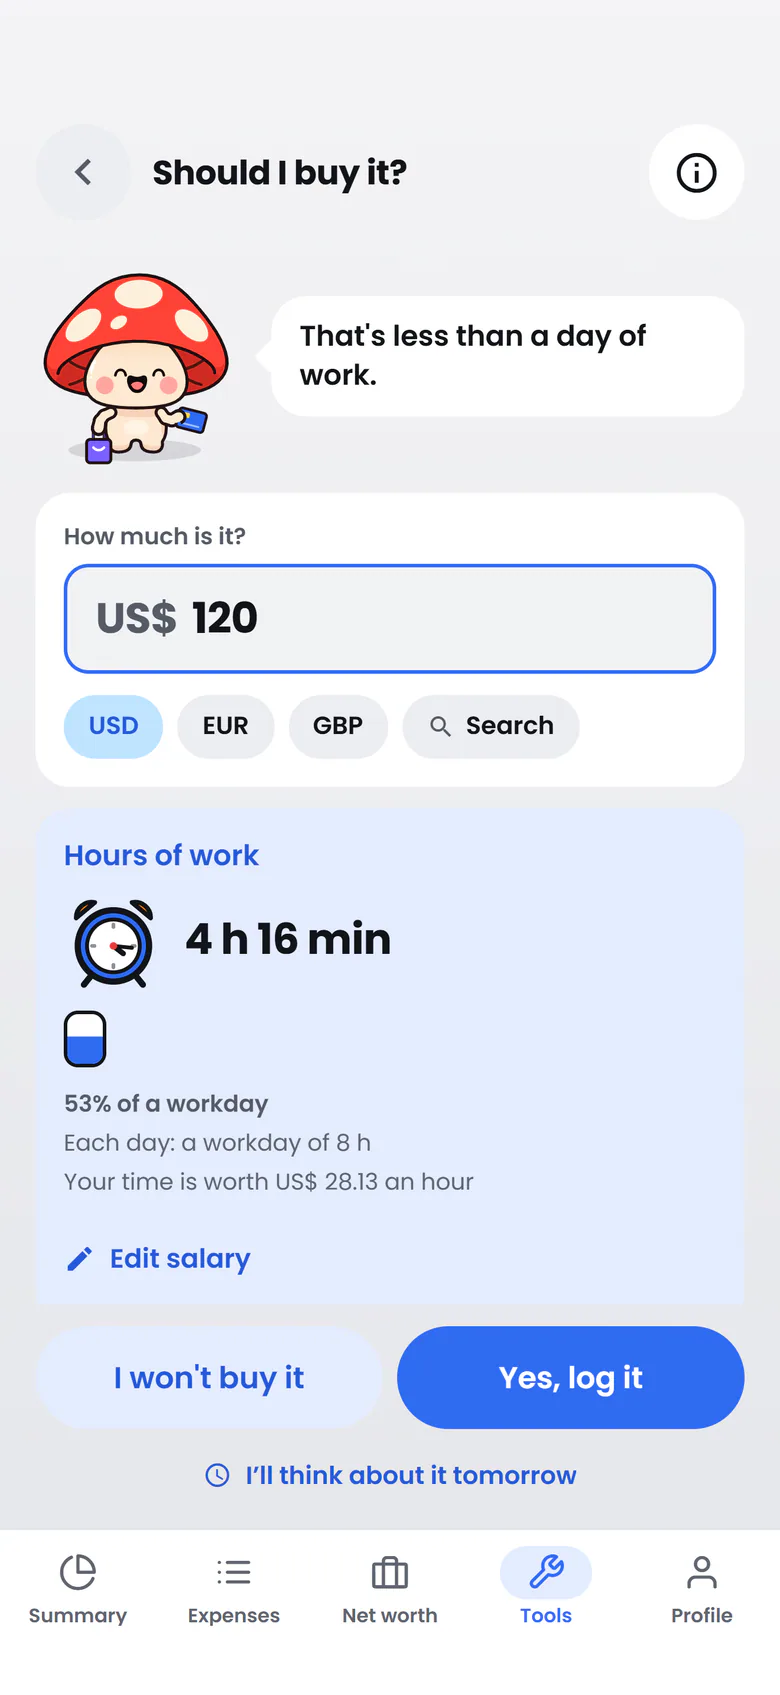 Should I buy it?
That's less than a day of
work.
How much is it?
US$ 120
USD
EUR
GBP
Search
Hours of work
4 h 16 min
53% of a workday
Each day: a workday of 8 h
Your time is worth US$ 28.13 an hour
Edit salary
I won't buy it
Yes, log it
I’ll think about it tomorrow
Summary
Expenses
Net worth
Tools
Profile